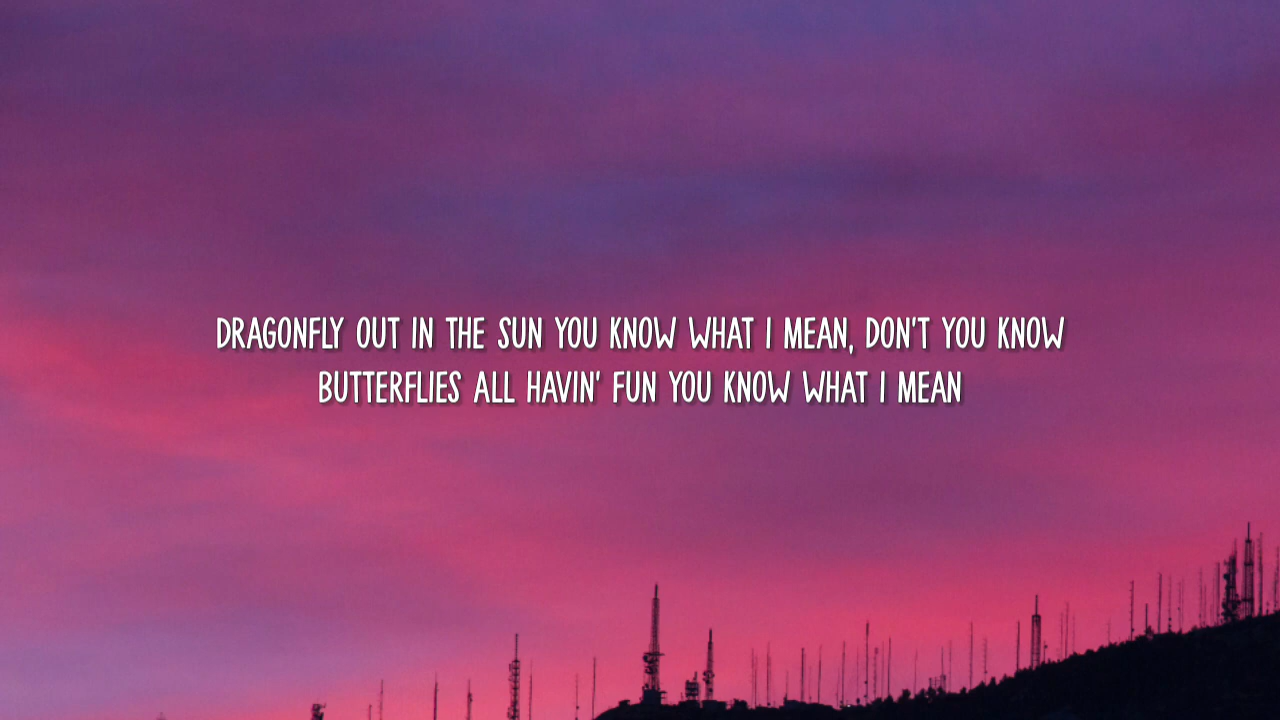 DRAGONFLY OUT IN THE SUN YOU KNOW WHAT I MEAN, DON'T YOU KNOW
BUTTERFLIES ALL HAVIN' FUN YOU KNOW WHAT I MEAN